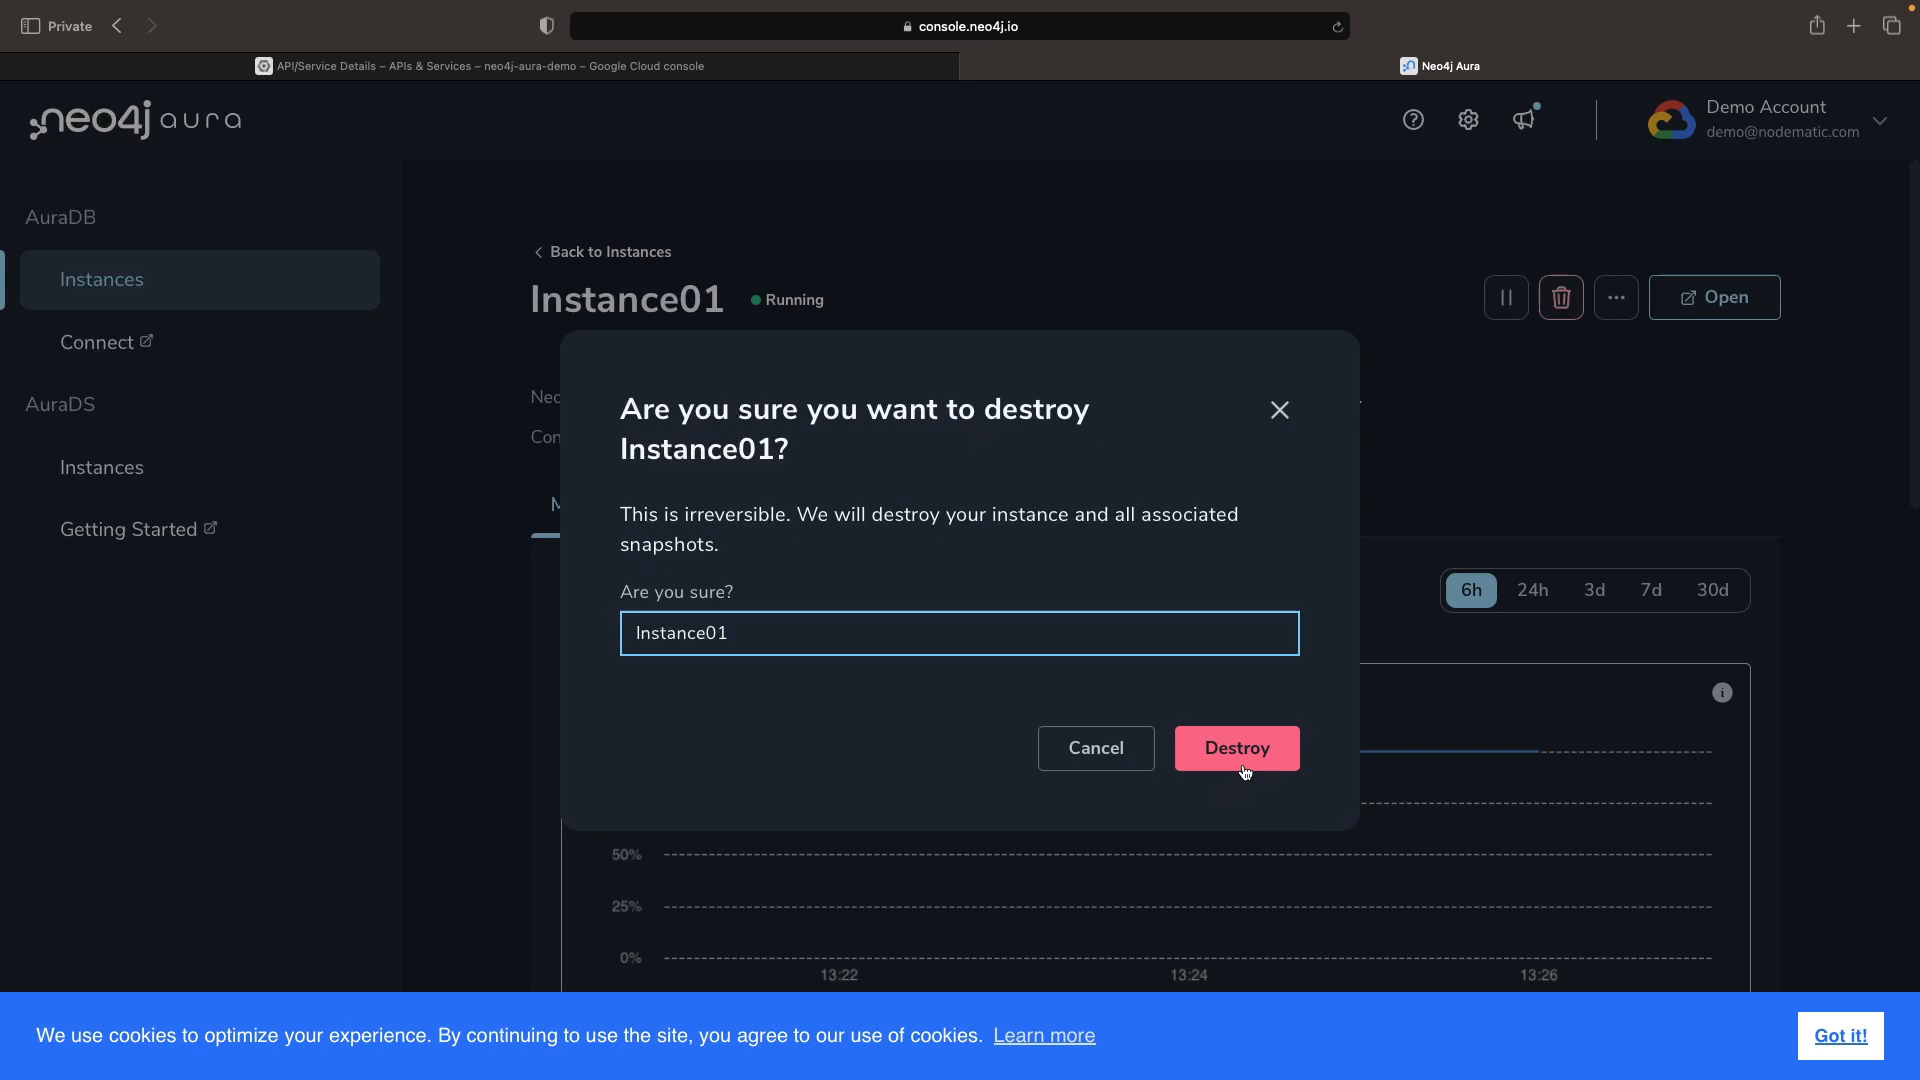 Private
console.neo4j.io
API/Service Details – APIs & Services – neo4j-aura-demo – Google Cloud console
Neo4j Aura
neo4j aura
Demo Account
demo@nodematic.com
AuraDB
Instances
Connect
AuraDS
Instances
Getting Started
Back to Instances
Instance01
Running
Open
Are you sure you want to destroy
Instance01?
This is irreversible. We will destroy your instance and all associated
snapshots.
Are you sure?
Instance01
Cancel
Destroy
6h 24h 3d 7d 30d
50%
25%
0%
13:22 13:24 13:26
We use cookies to optimize your experience. By continuing to use the site, you agree to our use of cookies. Learn more
Got it!